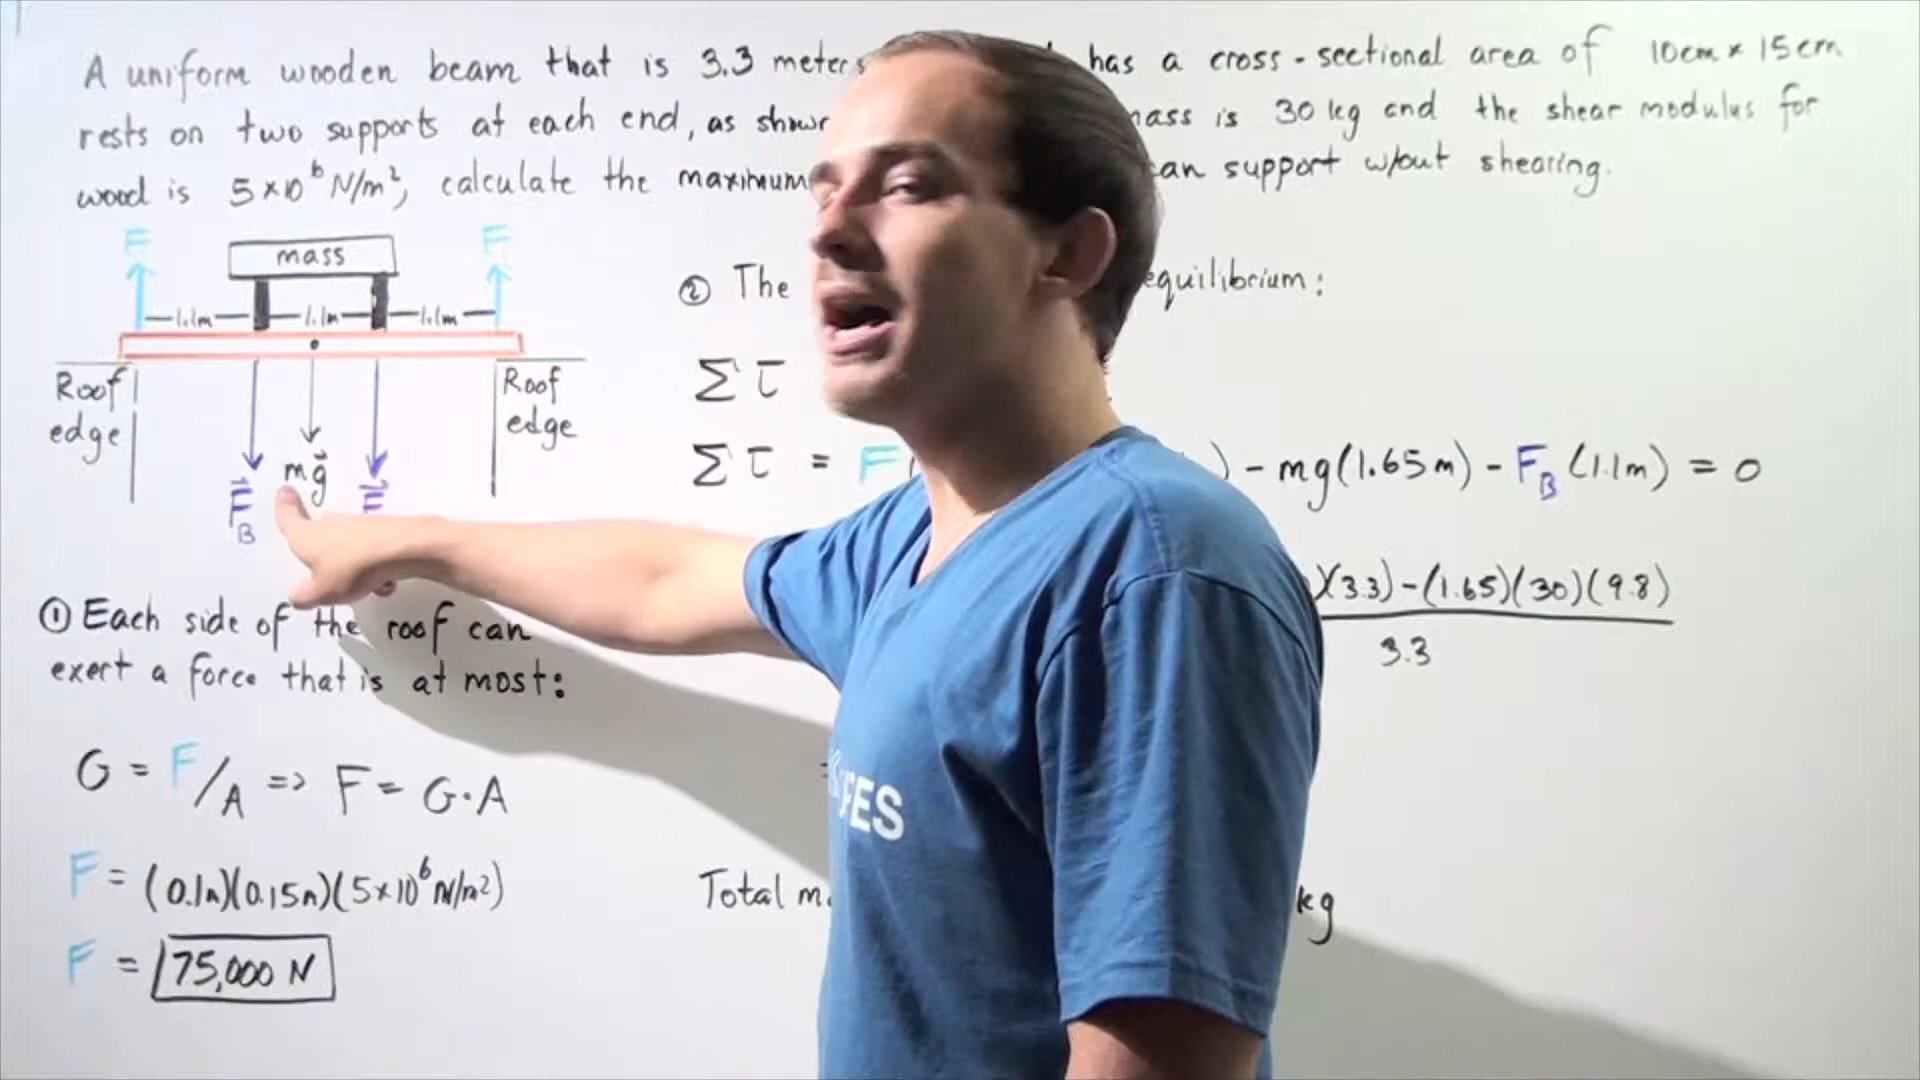 A uniform wooden beam that is 3.3 meters has a cross-sectional area of 10cm x 15cm
rests on two supports at each end, as shown mass is 30 kg and the shear modulus for
wood is 5×10⁶ N/m², calculate the maximum can support w/out shearing.
F F
mass
1.1m 1.1m 1.1m
Roof edge
Roof edge
F_B mg F
① Each side of the roof can
exert a force that is at most:
G = F/A => F = G·A
F = (0.1m)(0.15m)(5×10⁶ N/m²)
F = 75,000 N
② The equilibrium:
Σ τ
Σ τ = F( ) - mg(1.65m) - F_B (1.1m) = 0
)(3.3) - (1.65)(30)(9.8)
3.3
=
Total kg
FES